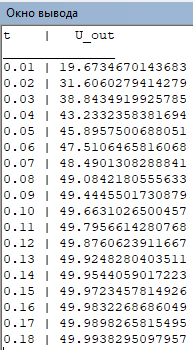 Окно вывода
t | U_out
0.01 | 19.6734670143683
0.02 | 31.6060279414279
0.03 | 38.8434919925785
0.04 | 43.2332358381694
0.05 | 45.8957500688051
0.06 | 47.5106465816068
0.07 | 48.4901308288841
0.08 | 49.0842180555633
0.09 | 49.4445501730879
0.10 | 49.6631026500457
0.11 | 49.7956614280768
0.12 | 49.8760623911667
0.13 | 49.9248280403511
0.14 | 49.9544059017223
0.15 | 49.9723457814926
0.16 | 49.9832268686049
0.17 | 49.9898265815495
0.18 | 49.9938295097957